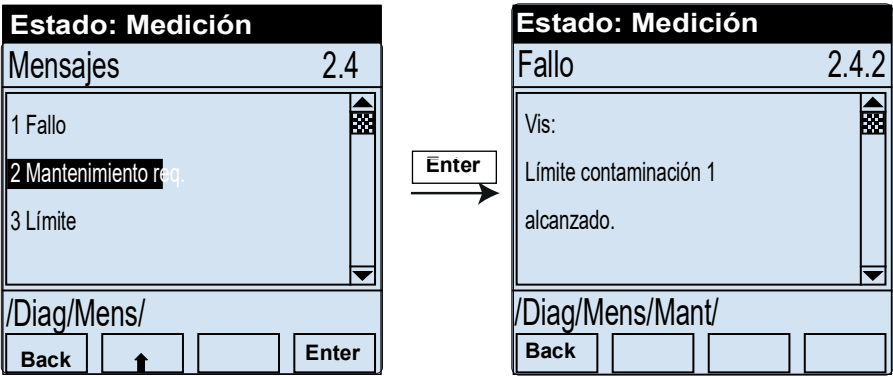 Estado: Medición
Mensajes 2.4
1 Fallo
2 Mantenimiento req.
3 Límite
/Diag/Mens/
Back Enter
Enter
Estado: Medición
Fallo 2.4.2
Vis:
Límite contaminación 1
alcanzado.
/Diag/Mens/Mant/
Back